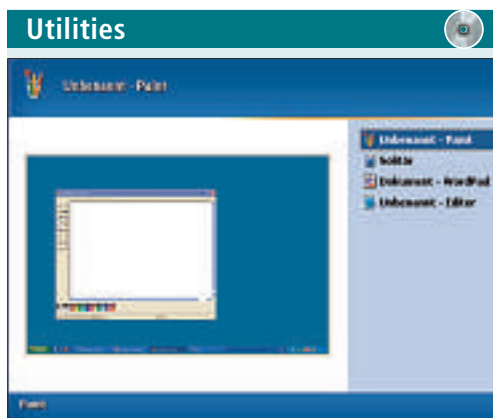 Utilities
Unbenannt - Paint
Unbenannt - Paint
Solitär
Dokument - WordPad
Unbenannt - Editor
Paint